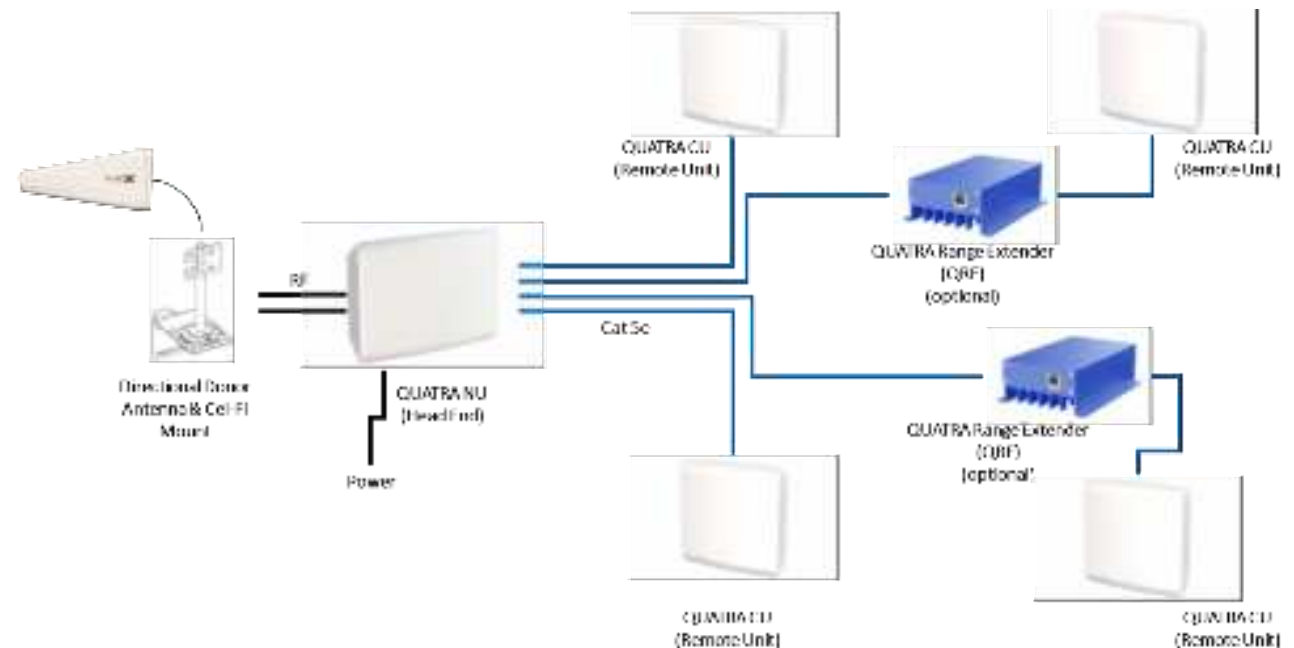 QUATRA CU
(Remote Unit)
QUATRA CU
(Remote Unit)
QUATRA Range Extender
(QRE)
(optional)
RF
Cat 5e
Directional Donor
Antenna & Cel-Fi
Mount
QUATRA NU
(Head End)
Power
QUATRA Range Extender
(QRE)
(optional)
QUATRA CU
(Remote Unit)
QUATRA CU
(Remote Unit)